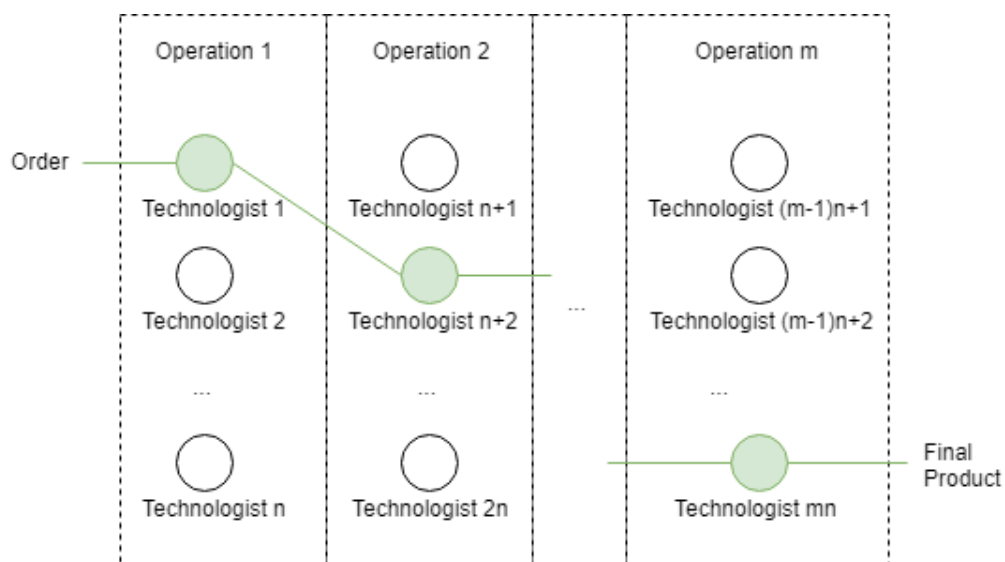 Operation 1
Operation 2
Operation m
Order
Technologist 1
Technologist n+1
Technologist (m-1)n+1
Technologist 2
Technologist n+2
...
Technologist (m-1)n+2
...
...
...
Final
Product
Technologist n
Technologist 2n
Technologist mn